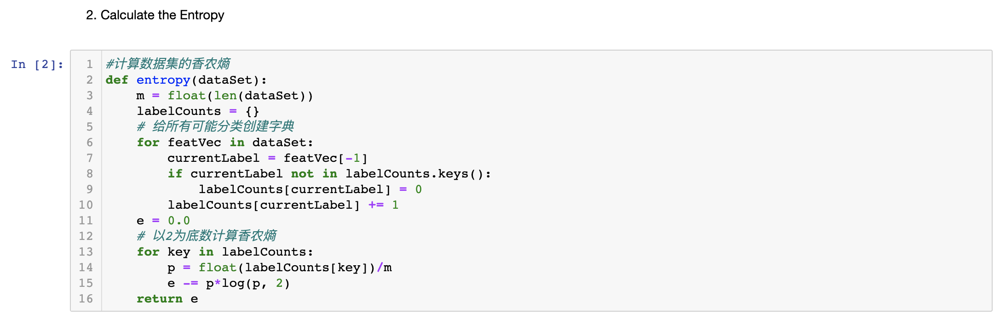 2. Calculate the Entropy
In [2]:
1 #计算数据集的香农熵
2 def entropy(dataSet):
3     m = float(len(dataSet))
4     labelCounts = {}
5     # 给所有可能分类创建字典
6     for featVec in dataSet:
7         currentLabel = featVec[-1]
8         if currentLabel not in labelCounts.keys():
9             labelCounts[currentLabel] = 0
10         labelCounts[currentLabel] += 1
11     e = 0.0
12     # 以2为底数计算香农熵
13     for key in labelCounts:
14         p = float(labelCounts[key])/m
15         e -= p*log(p, 2)
16     return e